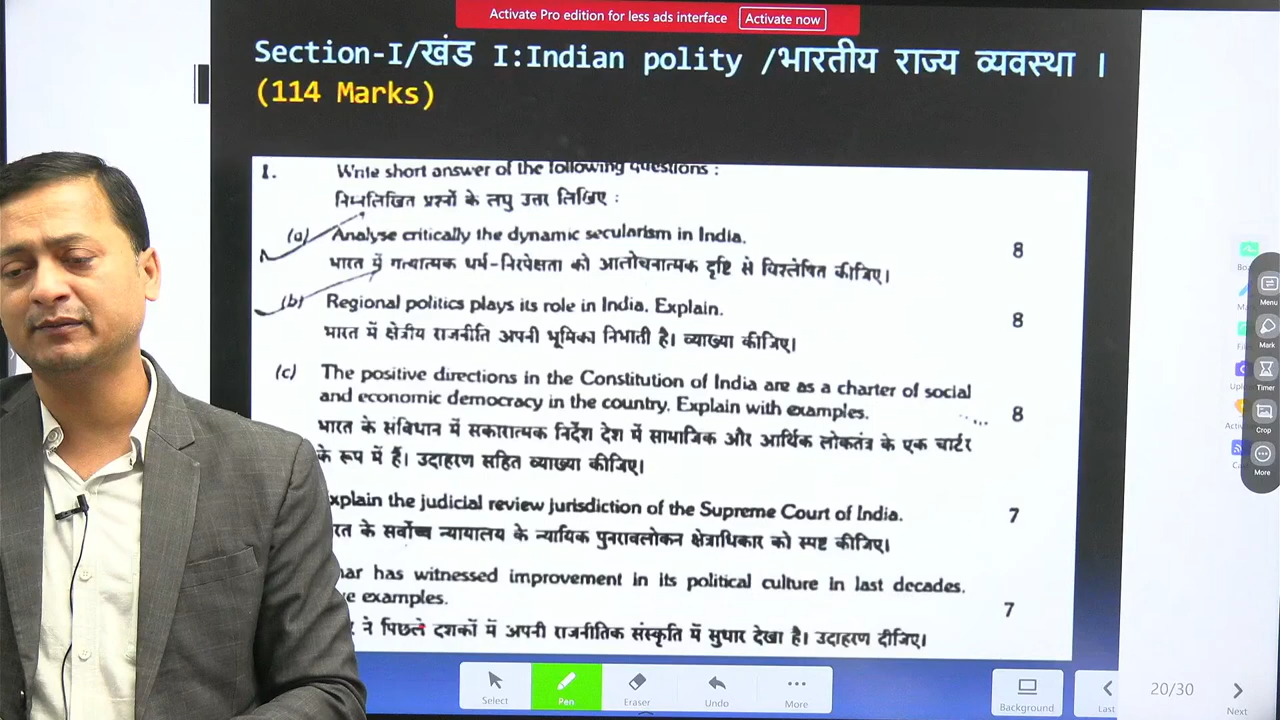 Activate Pro edition for less ads interface Activate now
Section-I/खंड I:Indian polity /भारतीय राज्य व्यवस्था ।
(114 Marks)
1. Write short answer of the following questions :
निम्नलिखित प्रश्नों के लघु उत्तर लिखिए :
(a) Analyse critically the dynamic secularism in India. 8
भारत में गत्यात्मक धर्म-निरपेक्षता को आलोचनात्मक दृष्टि से विश्लेषित कीजिए।
(b) Regional politics plays its role in India. Explain. 8
भारत में क्षेत्रीय राजनीति अपनी भूमिका निभाती है। व्याख्या कीजिए।
(c) The positive directions in the Constitution of India are as a charter of social
and economic democracy in the country. Explain with examples. 8
भारत के संविधान में सकारात्मक निर्देश देश में सामाजिक और आर्थिक लोकतंत्र के एक चार्टर
के रूप में हैं। उदाहरण सहित व्याख्या कीजिए।
xplain the judicial review jurisdiction of the Supreme Court of India. 7
रत के सर्वोच्च न्यायालय के न्यायिक पुनरावलोकन क्षेत्राधिकार को स्पष्ट कीजिए।
har has witnessed improvement in its political culture in last decades.
ve examples. 7
र ने पिछले दशकों में अपनी राजनीतिक संस्कृति में सुधार देखा है। उदाहरण दीजिए।
Menu
Mark
Timer
Crop
More
Select
Pen
Eraser
Undo
More
Background
Last
20/30
Next